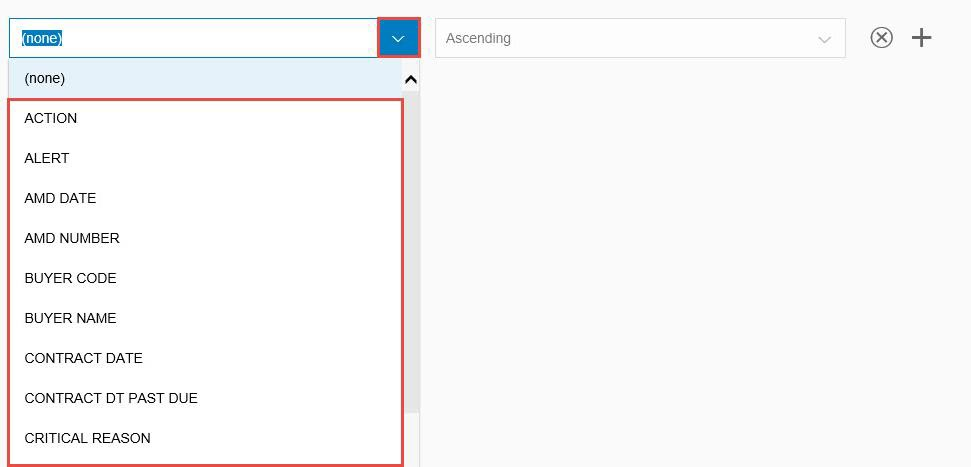 (none)
Ascending
(none)
ACTION
ALERT
AMD DATE
AMD NUMBER
BUYER CODE
BUYER NAME
CONTRACT DATE
CONTRACT DT PAST DUE
CRITICAL REASON